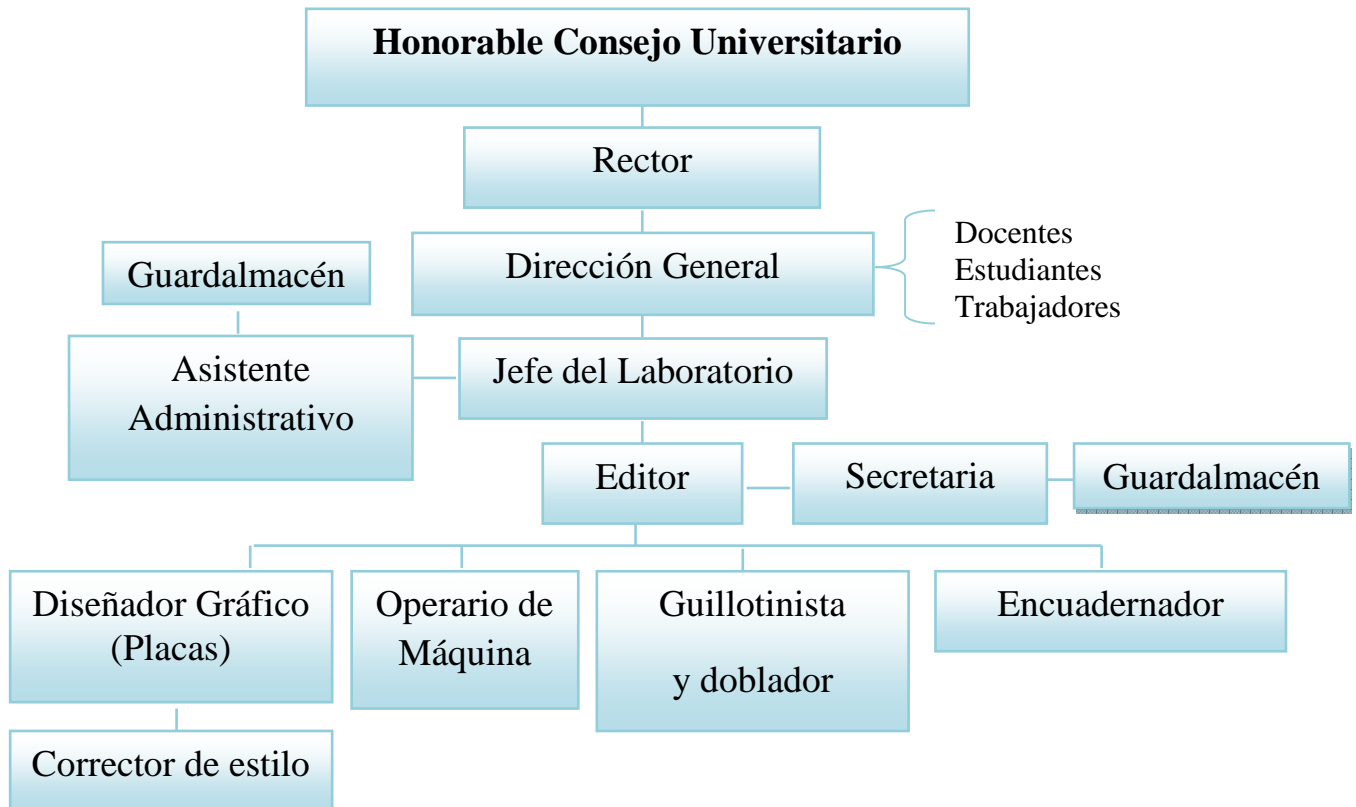 Honorable Consejo Universitario
Rector
Dirección General
Docentes
Estudiantes
Trabajadores
Guardalmacén
Asistente
Administrativo
Jefe del Laboratorio
Editor
Secretaria
Guardalmacén
Diseñador Gráfico
(Placas)
Operario de
Máquina
Guillotinista
y doblador
Encuadernador
Corrector de estilo